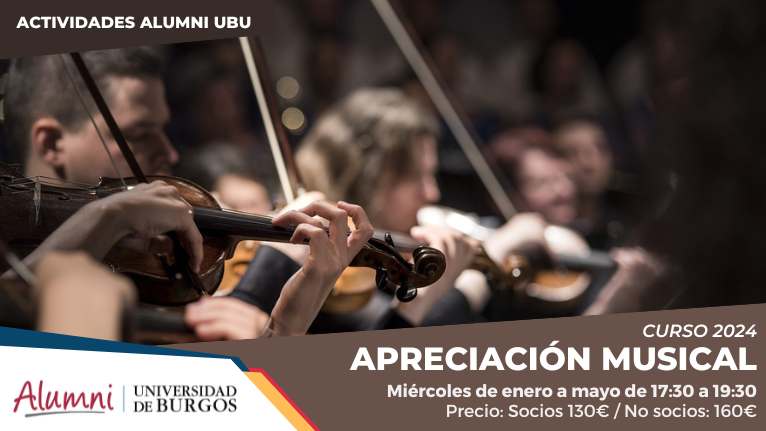 ACTIVIDADES ALUMNI UBU
CURSO 2024
APRECIACIÓN MUSICAL
Miércoles de enero a mayo de 17:30 a 19:30
Precio: Socios 130€ / No socios: 160€
Alumni
UNIVERSIDAD
DE BURGOS